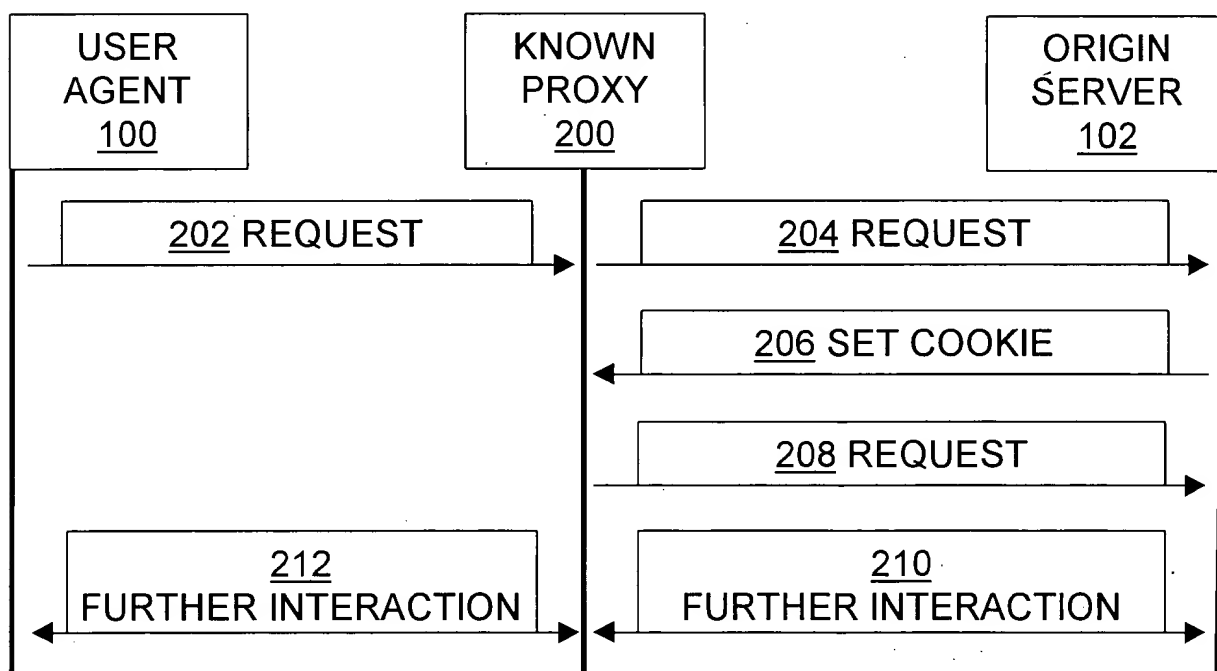 USER
AGENT
100
KNOWN
PROXY
200
ORIGIN
SERVER
102
202 REQUEST
204 REQUEST
206 SET COOKIE
208 REQUEST
212
FURTHER INTERACTION
210
FURTHER INTERACTION